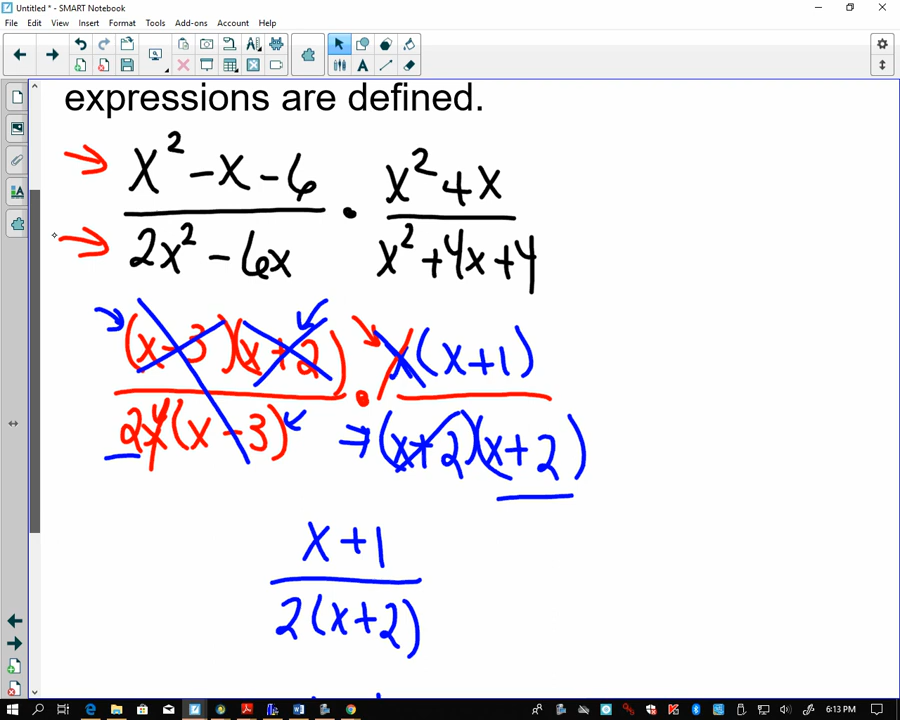 Untitled * - SMART Notebook
File Edit View Insert Format Tools Add-ons Account Help
expressions are defined.
x² - x - 6 x² + x
— · —
2x² - 6x x² + 4x + 4
(x - 3)(x + 2) x(x + 1)
— · —
2x(x - 3) (x + 2)(x + 2)
x + 1
—
2(x + 2)
6:13 PM